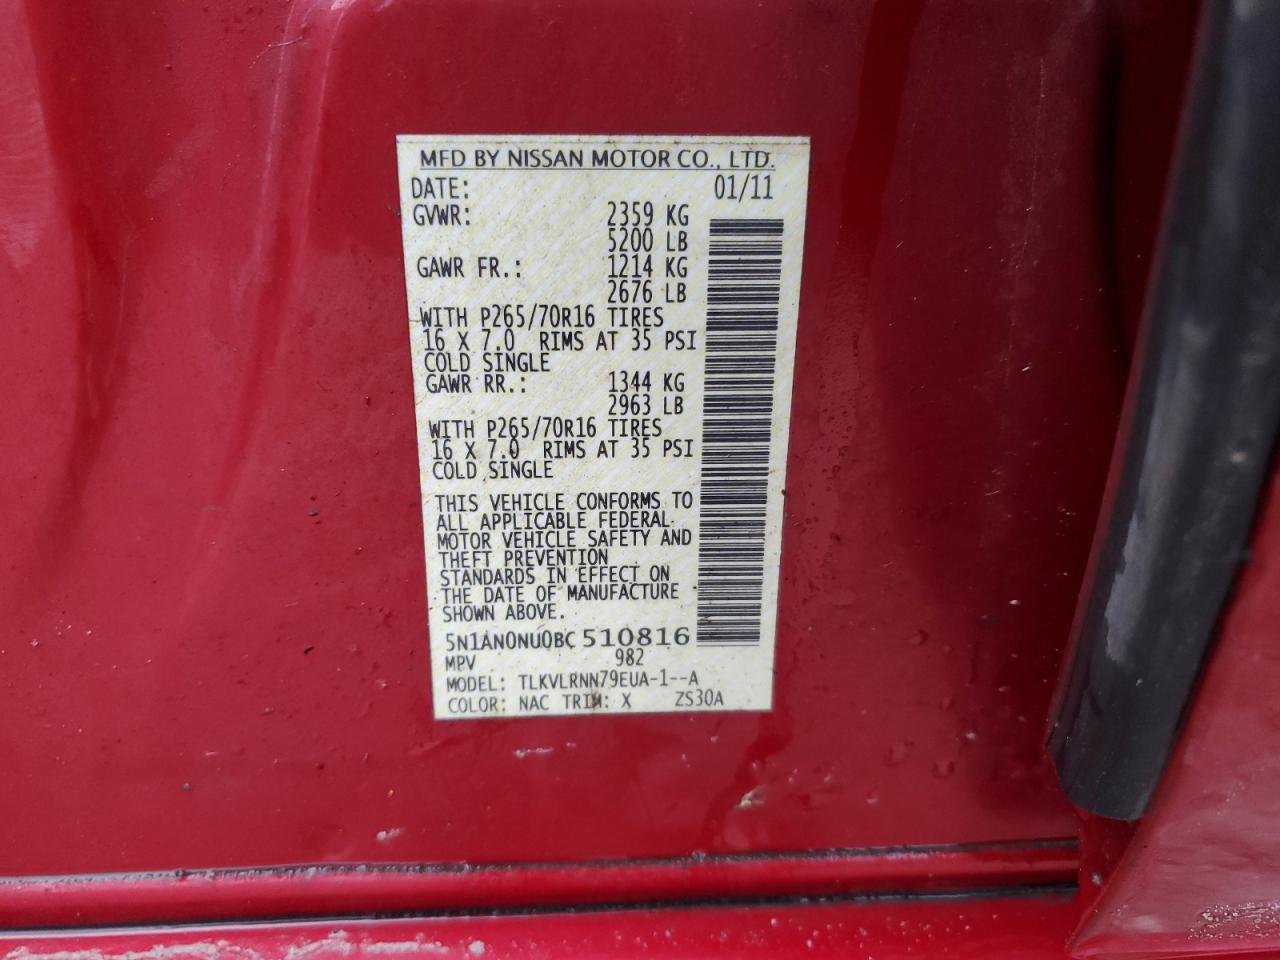 MFD BY NISSAN MOTOR CO., LTD.
DATE: 01/11
GVWR: 2359 KG
5200 LB
GAWR FR.: 1214 KG
2676 LB
WITH P265/70R16 TIRES
16 X 7.0 RIMS AT 35 PSI
COLD SINGLE
GAWR RR.: 1344 KG
2963 LB
WITH P265/70R16 TIRES
16 X 7.0 RIMS AT 35 PSI
COLD SINGLE
THIS VEHICLE CONFORMS TO
ALL APPLICABLE FEDERAL
MOTOR VEHICLE SAFETY AND
THEFT PREVENTION
STANDARDS IN EFFECT ON
THE DATE OF MANUFACTURE
SHOWN ABOVE.
5N1AN0NU0BC510816
MPV 982
MODEL: TLKVLRNN79EUA-1--A
COLOR: NAC TRIM: X ZS30A